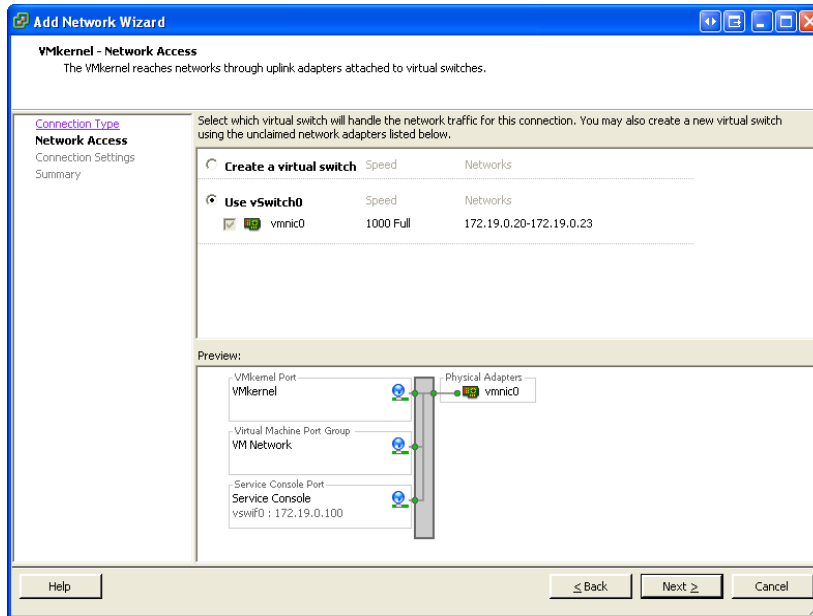 Add Network Wizard
VMkernel - Network Access
The VMkernel reaches networks through uplink adapters attached to virtual switches.
Connection Type
Network Access
Connection Settings
Summary
Select which virtual switch will handle the network traffic for this connection. You may also create a new virtual switch
using the unclaimed network adapters listed below.
Create a virtual switch Speed Networks
Use vSwitch0 Speed Networks
vmnic0 1000 Full 172.19.0.20-172.19.0.23
Preview:
VMkernel Port
VMkernel
Physical Adapters
vmnic0
Virtual Machine Port Group
VM Network
Service Console Port
Service Console
vswif0 : 172.19.0.100
Help
< Back
Next >
Cancel